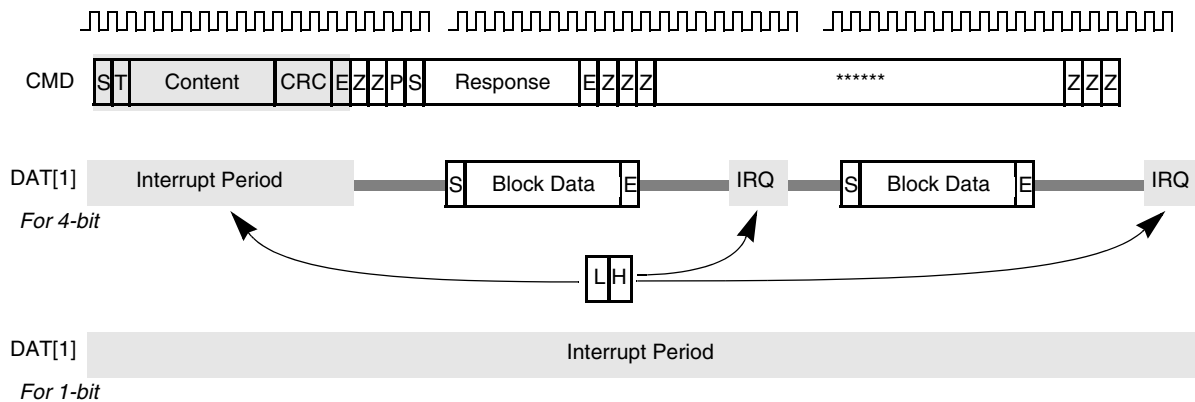 CMD S T Content CRC E Z Z P S Response E Z Z Z ****** Z Z Z
DAT[1] Interrupt Period S Block Data E IRQ S Block Data E IRQ
For 4-bit
L H
DAT[1] Interrupt Period
For 1-bit